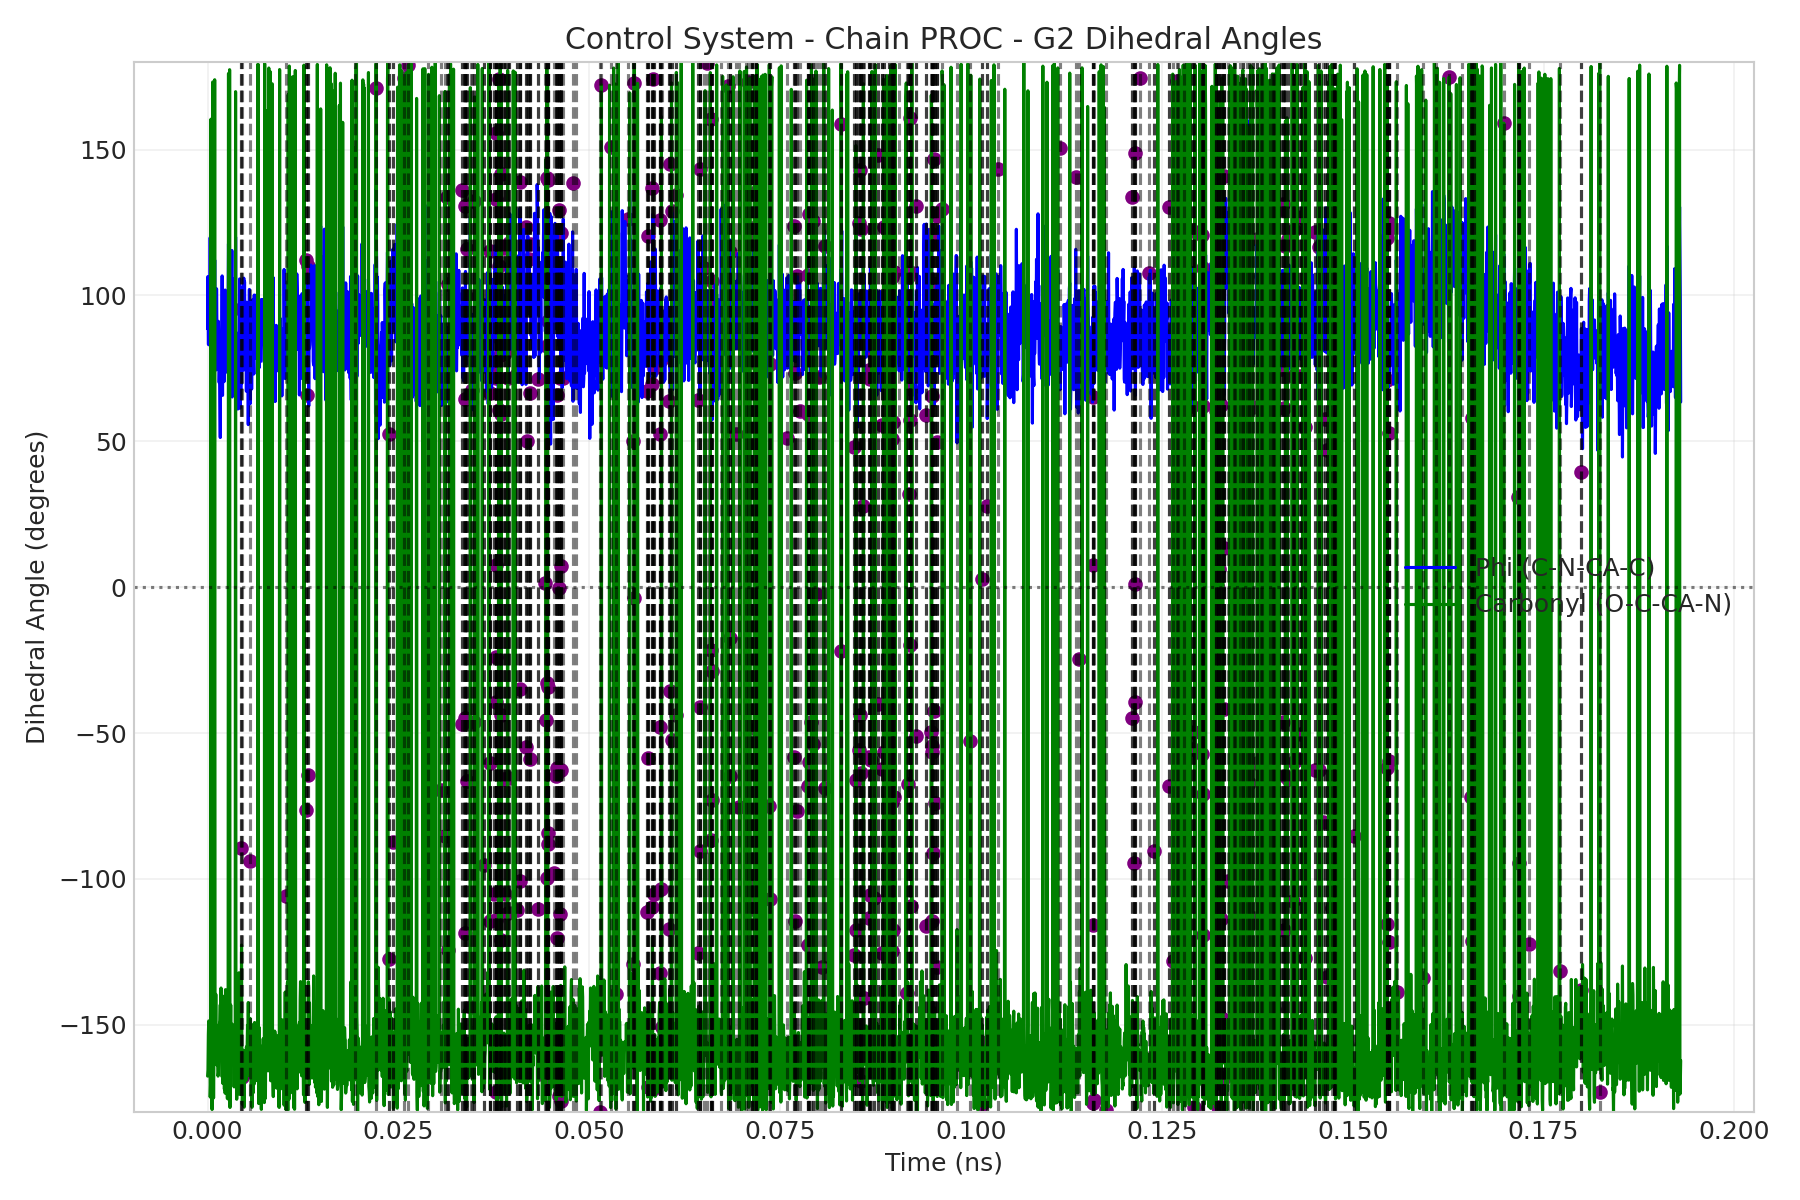 Control System - Chain PROC - G2 Dihedral Angles
Dihedral Angle (degrees)
150
100
50
0
−50
−100
−150
Phi (C-N-CA-C)
Carbonyl (O-C-CA-N)
0.000 0.025 0.050 0.075 0.100 0.125 0.150 0.175 0.200
Time (ns)